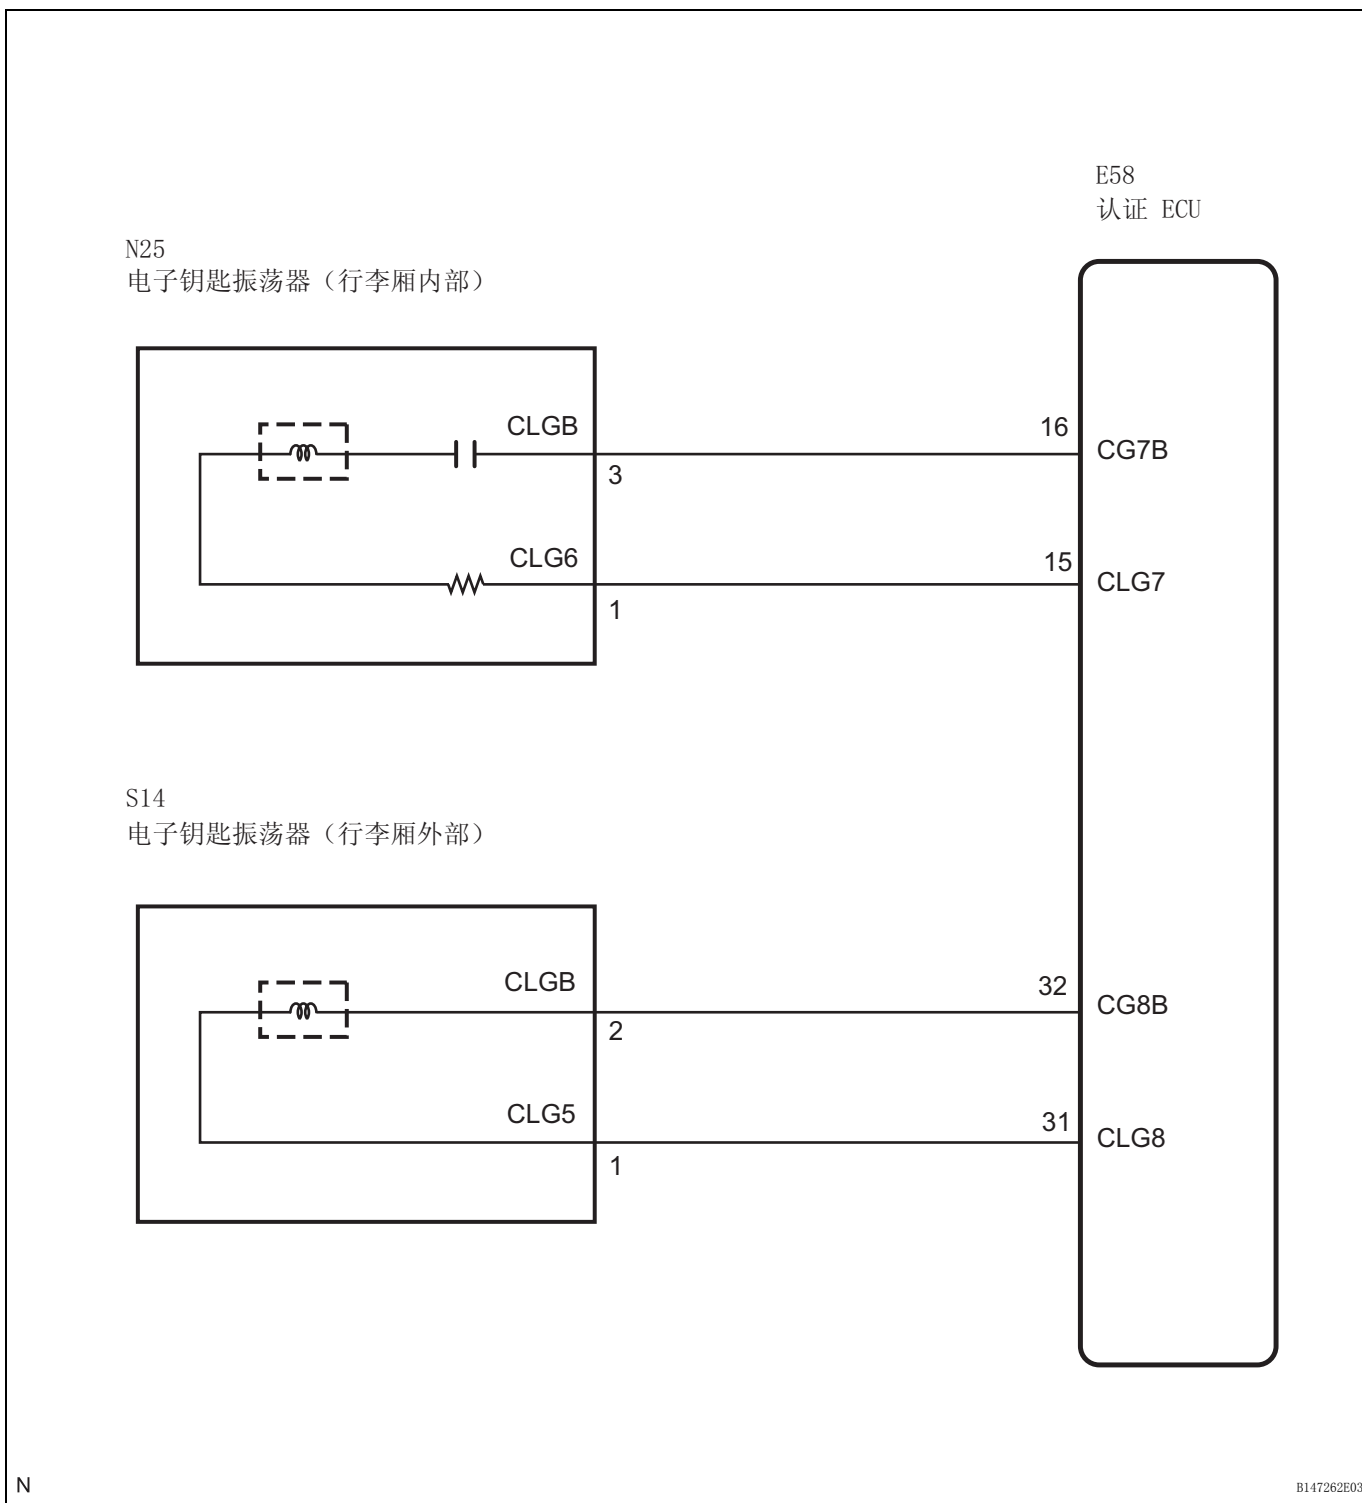 E58
认证 ECU
N25
电子钥匙振荡器（行李厢内部）
CLGB
3
16
CG7B
CLG6
1
15
CLG7
S14
电子钥匙振荡器（行李厢外部）
CLGB
2
32
CG8B
CLG5
1
31
CLG8
N
B147262E03